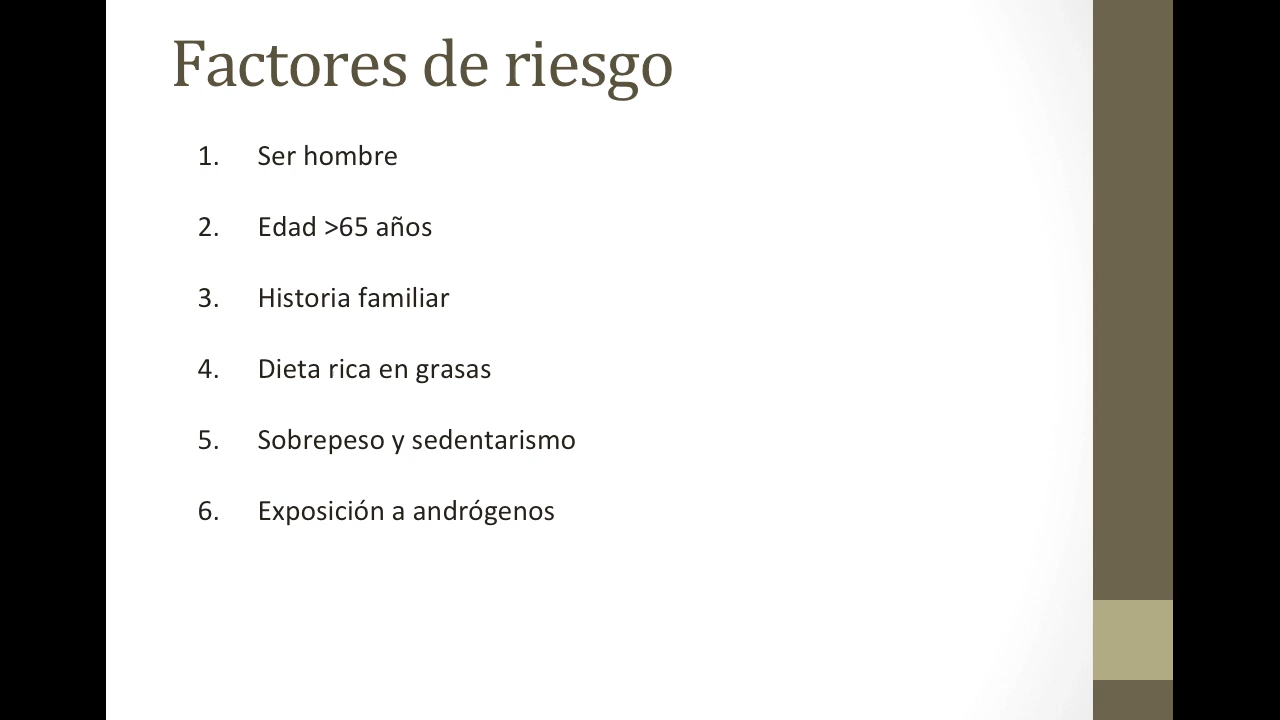 Factores de riesgo
1. Ser hombre
2. Edad >65 años
3. Historia familiar
4. Dieta rica en grasas
5. Sobrepeso y sedentarismo
6. Exposición a andrógenos